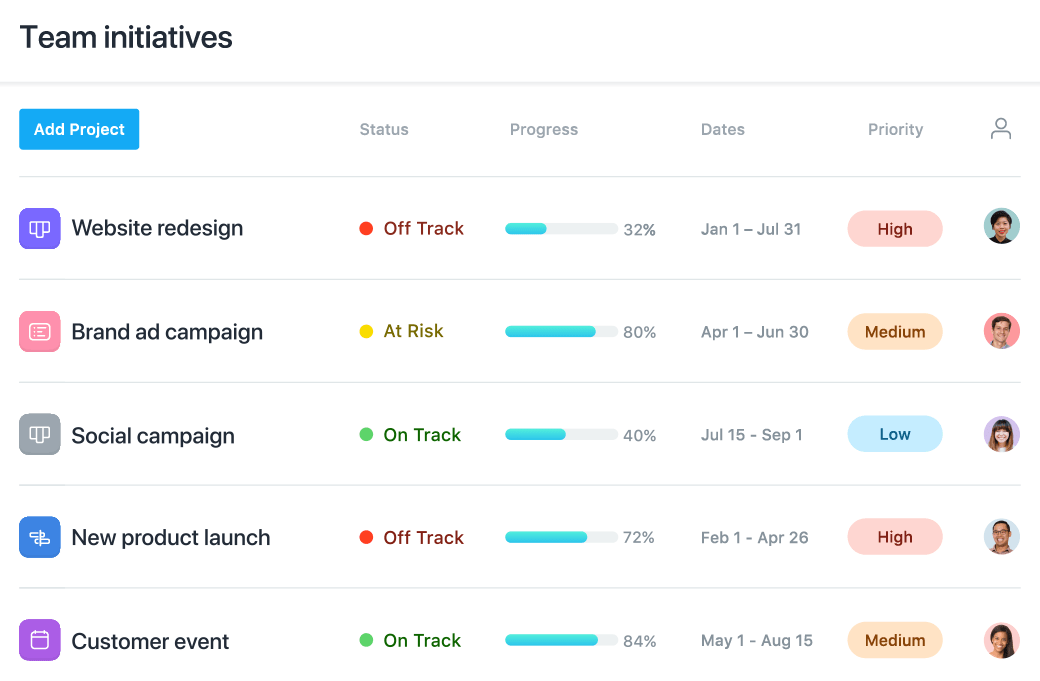 Team initiatives
Add Project Status Progress Dates Priority
Website redesign Off Track 32% Jan 1 – Jul 31 High
Brand ad campaign At Risk 80% Apr 1 – Jun 30 Medium
Social campaign On Track 40% Jul 15 - Sep 1 Low
New product launch Off Track 72% Feb 1 - Apr 26 High
Customer event On Track 84% May 1 - Aug 15 Medium